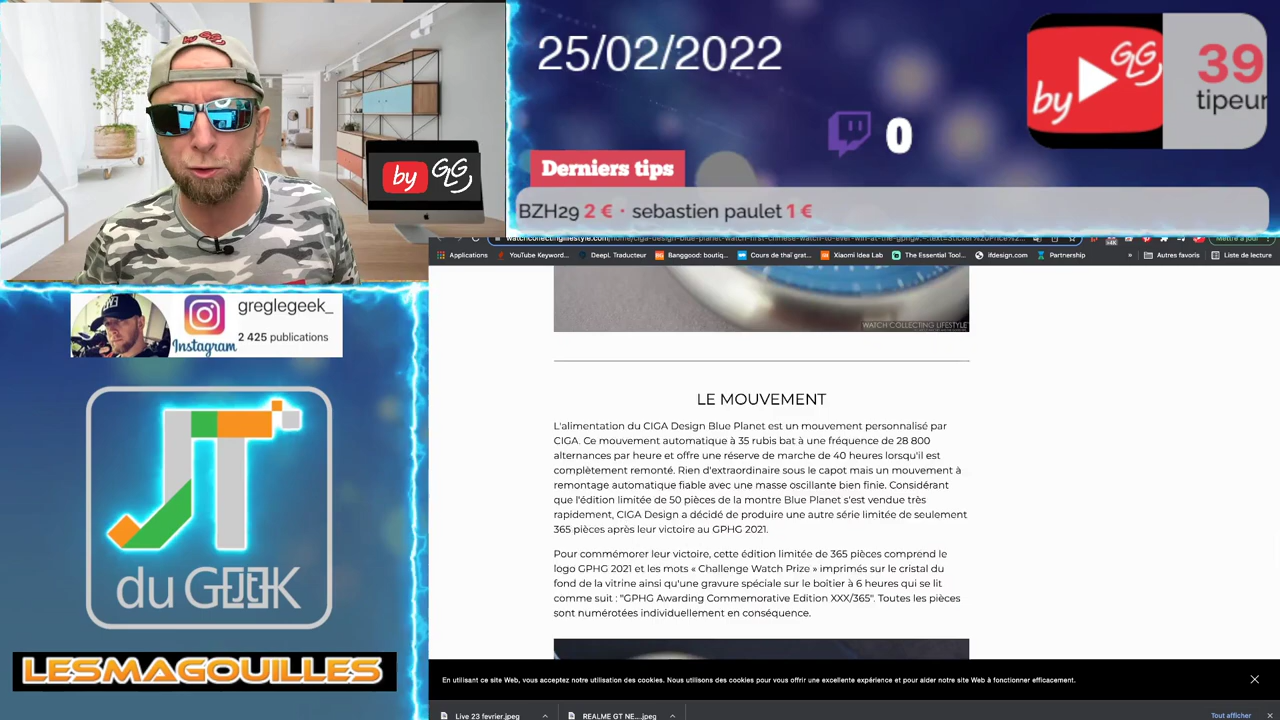 25/02/2022
by GLG
39
tipeur
0
Derniers tips
BZH29 2 € · sebastien paulet 1 €
by GLG
Applications
YouTube Keyword...
DeepL Traducteur
Banggood: boutiq...
Cours de thaï grat...
Xiaomi Idea Lab
The Essential Tool...
ifdesign.com
Partnership
»
Autres favoris
Liste de lecture
greglegeek_
2 425 publications
Instagram
WATCH COLLECTING LIFESTYLE
LE MOUVEMENT
L'alimentation du CIGA Design Blue Planet est un mouvement personnalisé par
CIGA. Ce mouvement automatique à 35 rubis bat à une fréquence de 28 800
alternances par heure et offre une réserve de marche de 40 heures lorsqu'il est
complètement remonté. Rien d'extraordinaire sous le capot mais un mouvement à
remontage automatique fiable avec une masse oscillante bien finie. Considérant
que l'édition limitée de 50 pièces de la montre Blue Planet s'est vendue très
rapidement, CIGA Design a décidé de produire une autre série limitée de seulement
365 pièces après leur victoire au GPHG 2021.
Pour commémorer leur victoire, cette édition limitée de 365 pièces comprend le
logo GPHG 2021 et les mots « Challenge Watch Prize » imprimés sur le cristal du
fond de la vitrine ainsi qu'une gravure spéciale sur le boîtier à 6 heures qui se lit
comme suit : "GPHG Awarding Commemorative Edition XXX/365". Toutes les pièces
sont numérotées individuellement en conséquence.
JT
du GEEK
LESMAGOUILLES
En utilisant ce site Web, vous acceptez notre utilisation des cookies. Nous utilisons des cookies pour vous offrir une excellente expérience et pour aider notre site Web à fonctionner efficacement.
Live 23 fevrier.jpeg
REALME GT NE....jpeg
Tout afficher